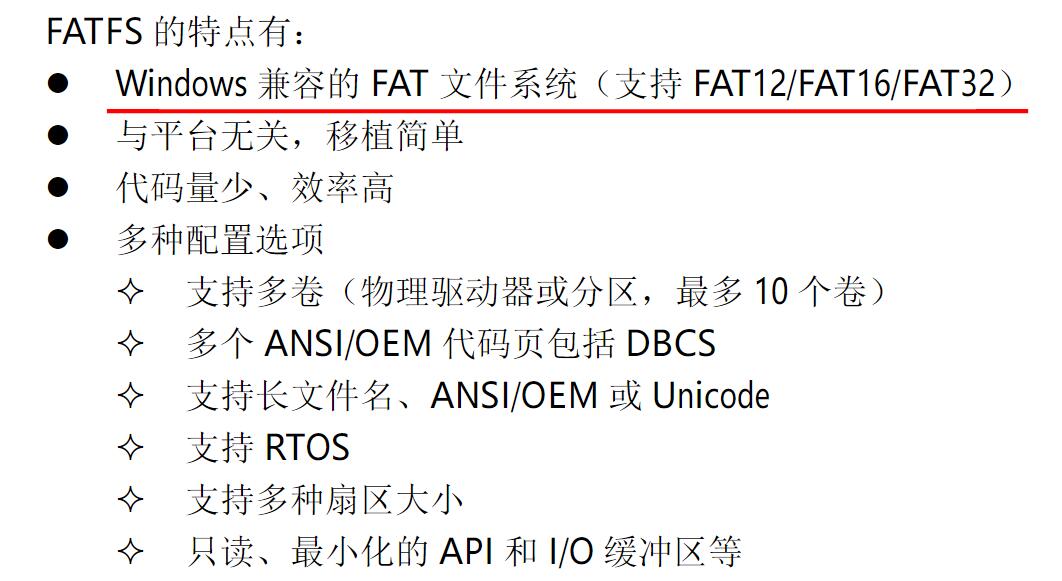 FATFS 的特点有：
● Windows 兼容的 FAT 文件系统（支持 FAT12/FAT16/FAT32）
● 与平台无关，移植简单
● 代码量少、效率高
● 多种配置选项
✧ 支持多卷（物理驱动器或分区，最多 10 个卷）
✧ 多个 ANSI/OEM 代码页包括 DBCS
✧ 支持长文件名、ANSI/OEM 或 Unicode
✧ 支持 RTOS
✧ 支持多种扇区大小
✧ 只读、最小化的 API 和 I/O 缓冲区等